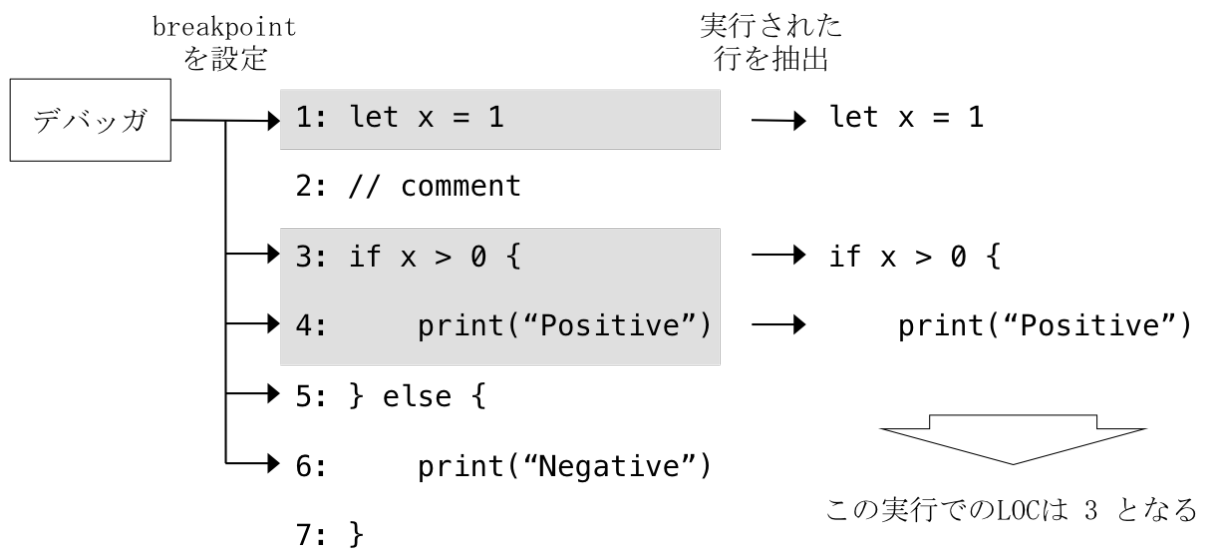 breakpoint
を設定
実行された
行を抽出
デバッガ
1: let x = 1
let x = 1
2: // comment
3: if x > 0 {
if x > 0 {
4:     print(“Positive”)
print(“Positive”)
5: } else {
6:     print(“Negative”)
7: }
この実行でのLOCは 3 となる